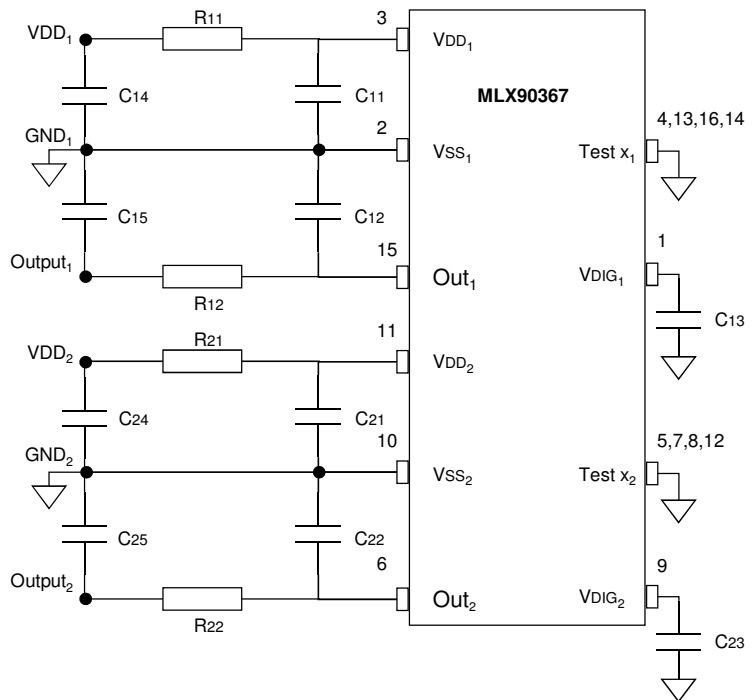 R11
3
VDD1
VDD1
MLX90367
C14
C11
4,13,16,14
2
GND1
VSS1
Test x1
C15
C12
1
15
VDIG1
Output1
Out1
R12
C13
11
R21
VDD2
VDD2
C24
C21
5,7,8,12
10
GND2
VSS2
Test x2
C25
C22
9
6
Output2
Out2
VDIG2
R22
C23